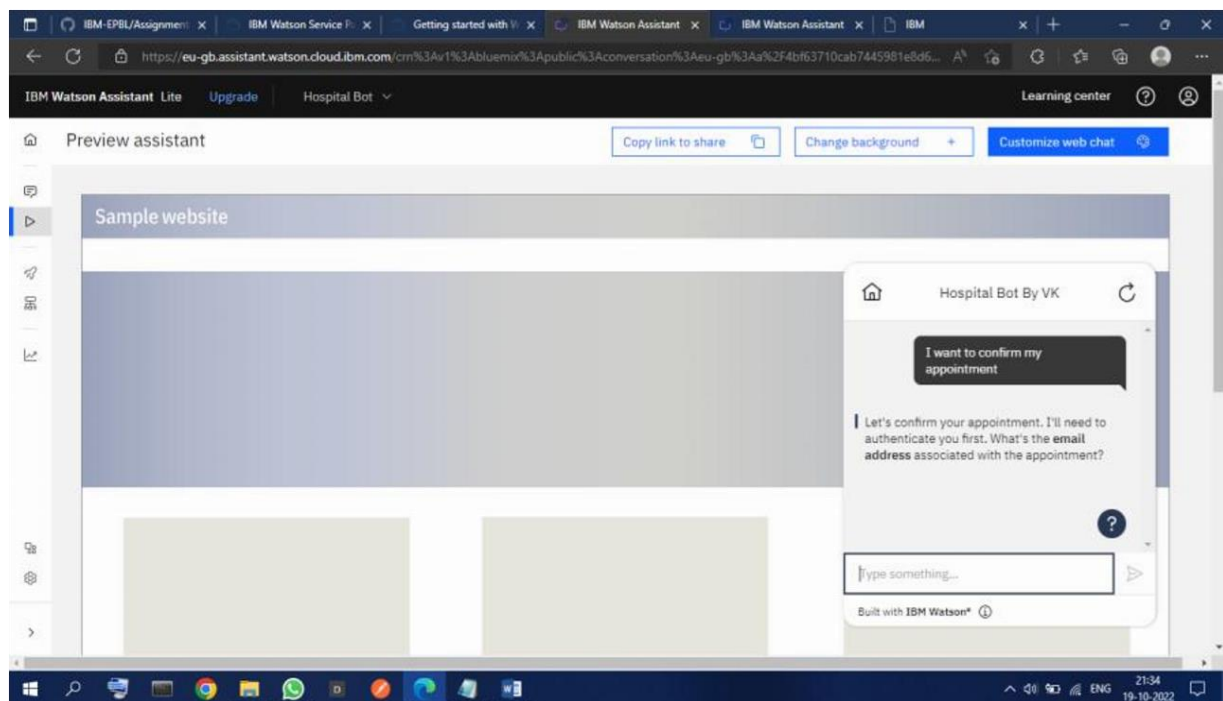 IBM-EPBL/Assignment
IBM Watson Service
Getting started with
IBM Watson Assistant
IBM Watson Assistant
IBM
https://eu-gb.assistant.watson.cloud.ibm.com/crn%3Av1%3Abluemix%3Apublic%3Aconversation%3Aeu-gb%3Aa%2F4bf63710cab7445981e8d6...
IBM Watson Assistant Lite
Upgrade
Hospital Bot
Learning center
Preview assistant
Copy link to share
Change background +
Customize web chat
Sample website
Hospital Bot By VK
I want to confirm my
appointment
Let's confirm your appointment. I'll need to
authenticate you first. What's the email
address associated with the appointment?
?
Type something...
Built with IBM Watson®
ENG
21:34
19-10-2022